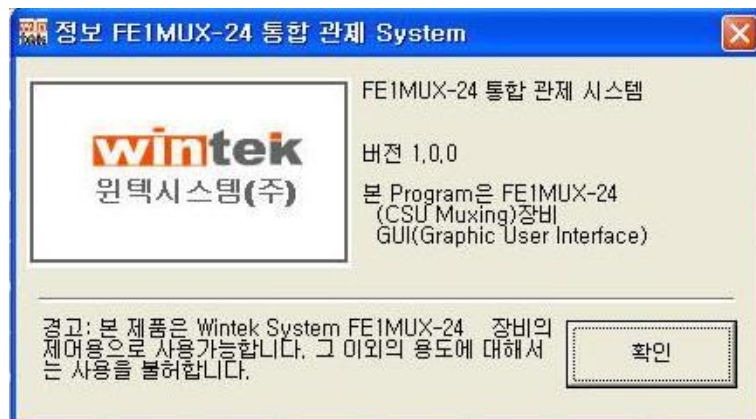 정보 FE1MUX-24 통합 관제 System
wintek
윈텍시스템(주)
FE1MUX-24 통합 관제 시스템
버전 1.0.0
본 Program은 FE1MUX-24
(CSU Muxing)장비
GUI(Graphic User Interface)
경고: 본 제품은 Wintek System FE1MUX-24 장비의
제어용으로 사용가능합니다. 그 이외의 용도에 대해서
는 사용을 불허합니다.
확인